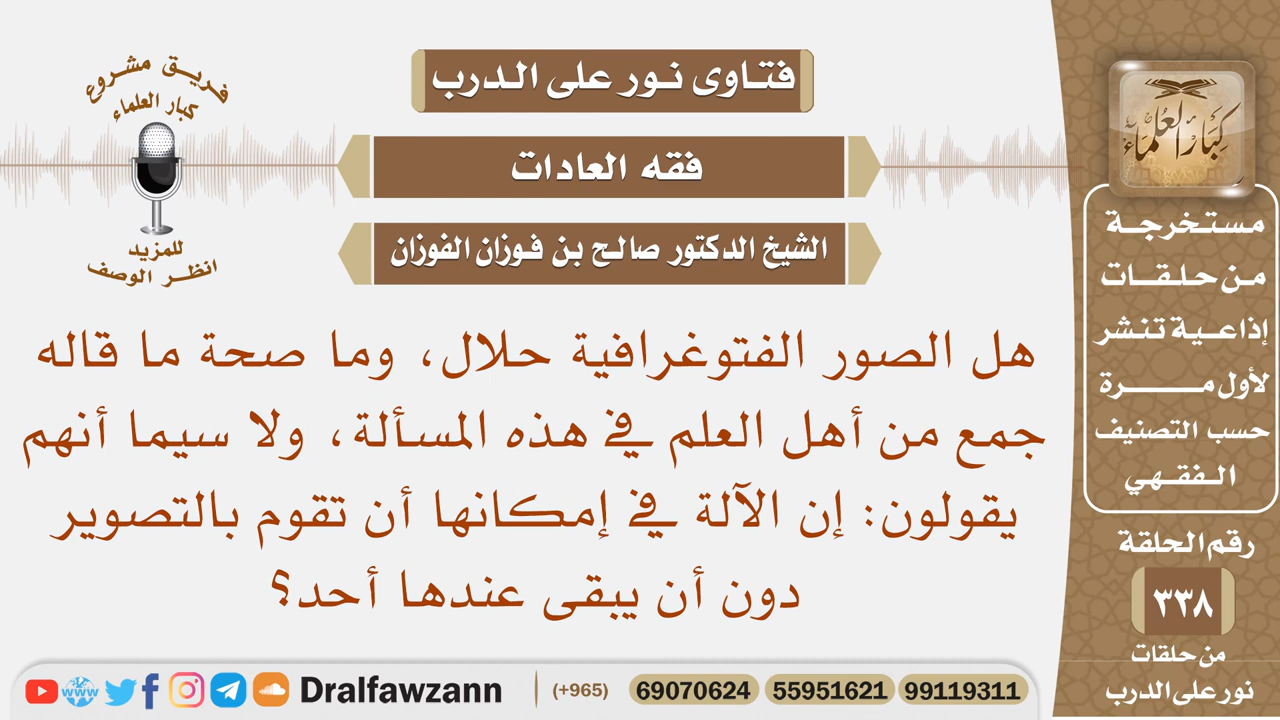 فتاوى نور على الدرب
فقه العادات
الشيخ الدكتور صالح بن فوزان الفوزان
فريق مشروع
كبار العلماء
للمزيد
انظر الوصف
هل الصور الفتوغرافية حلال، وما صحة ما قاله
جمع من أهل العلم في هذه المسألة، ولا سيما أنهم
يقولون: إن الآلة في إمكانها أن تقوم بالتصوير
دون أن يبقى عندها أحد؟
كبار العلماء
مستخرجة
من حلقات
إذاعية تنشر
لأول مرة
حسب التصنيف
الفقهي
رقم الحلقة
٣٣٨
من حلقات
نور على الدرب
www Dralfawzann (+965) 69070624 55951621 99119311